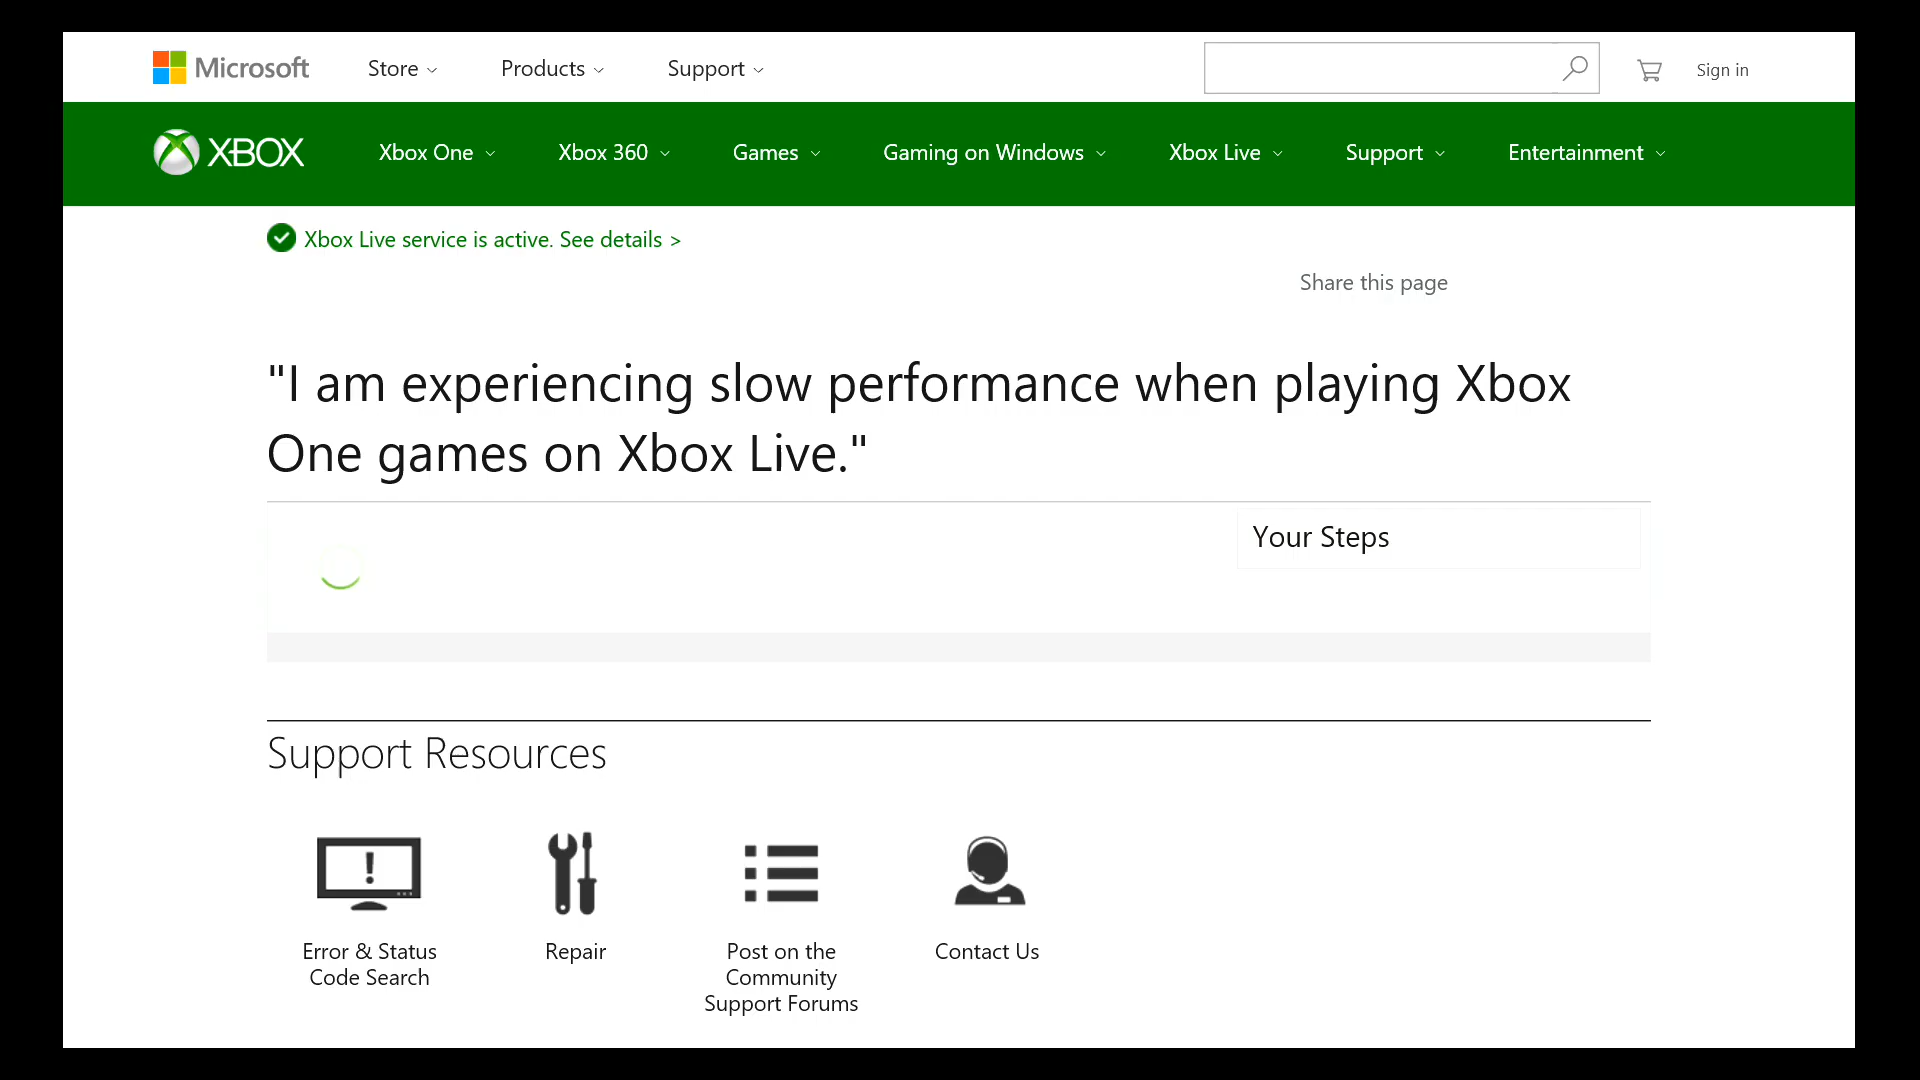 Microsoft Store Products Support Sign in
XBOX Xbox One Xbox 360 Games Gaming on Windows Xbox Live Support Entertainment
Xbox Live service is active. See details >
Share this page
"I am experiencing slow performance when playing Xbox
One games on Xbox Live."
Your Steps
Support Resources
Error & Status
Code Search
Repair
Post on the
Community
Support Forums
Contact Us